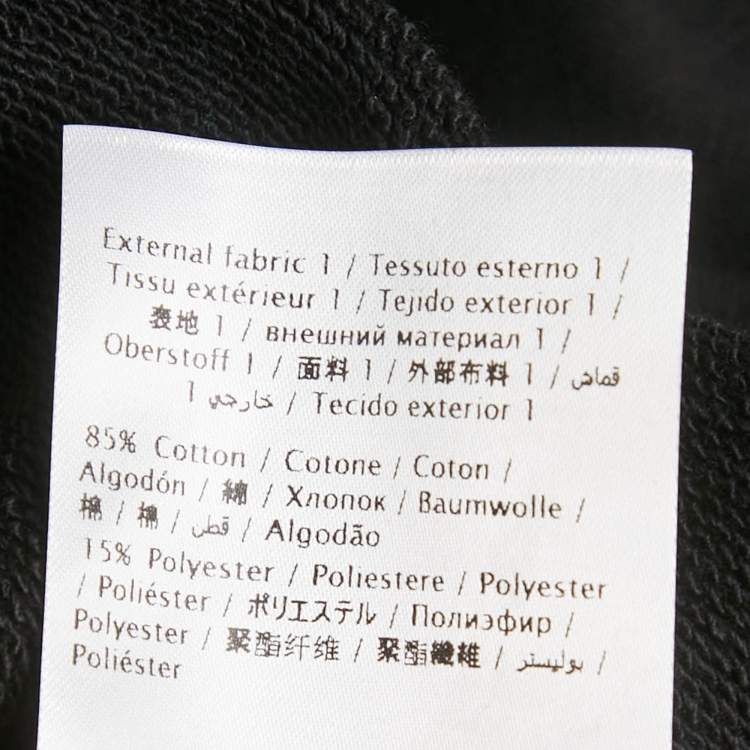 External fabric 1 / Tessuto esterno 1 /
Tissu extérieur 1 / Tejido exterior 1 /
表地 1 / внешний материал 1 /
Oberstoff 1 / 面料 1 / 外部布料 1 / قماش
خارجي 1 / Tecido exterior 1
85% Cotton / Cotone / Coton /
Algodón / 綿 / Хлопок / Baumwolle /
棉 / 棉 / قطن / Algodão
15% Polyester / Poliestere / Polyester
/ Poliéster / ポリエステル / Полиэфир /
Polyester / 聚酯纤维 / 聚酯纖維 / بوليستر /
Poliéster